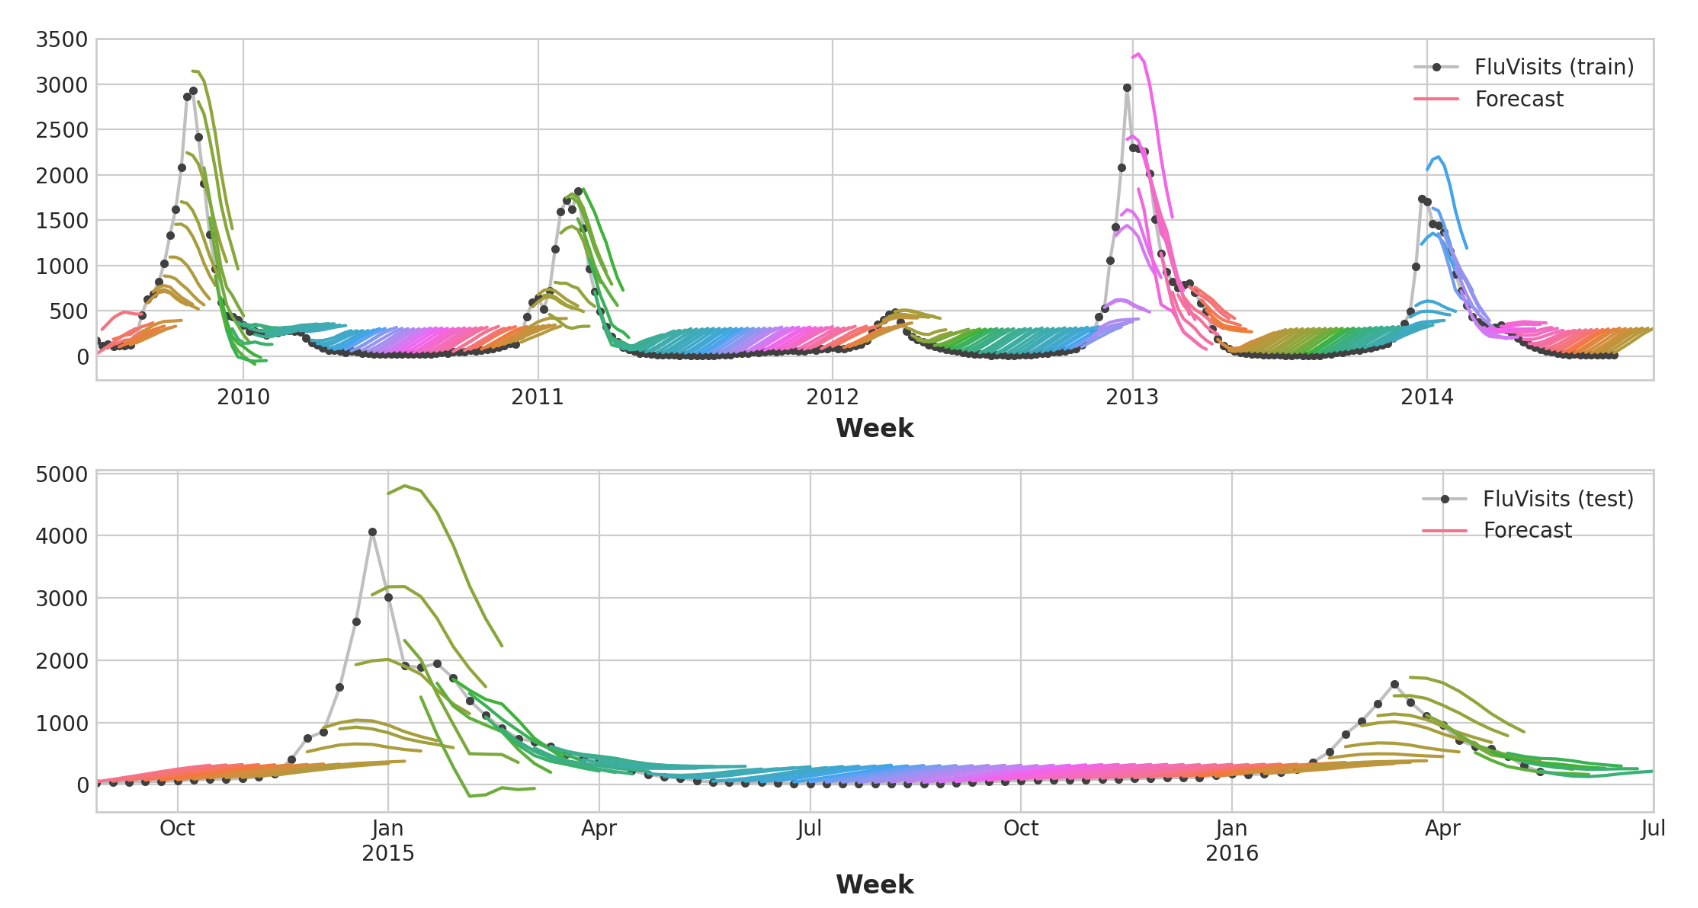 3500
3000
2500
2000
1500
1000
500
0
FluVisits (train)
Forecast
2010 2011 2012 2013 2014
Week
5000
4000
3000
2000
1000
0
FluVisits (test)
Forecast
Oct Jan Apr Jul Oct Jan Apr Jul
2015 2016
Week